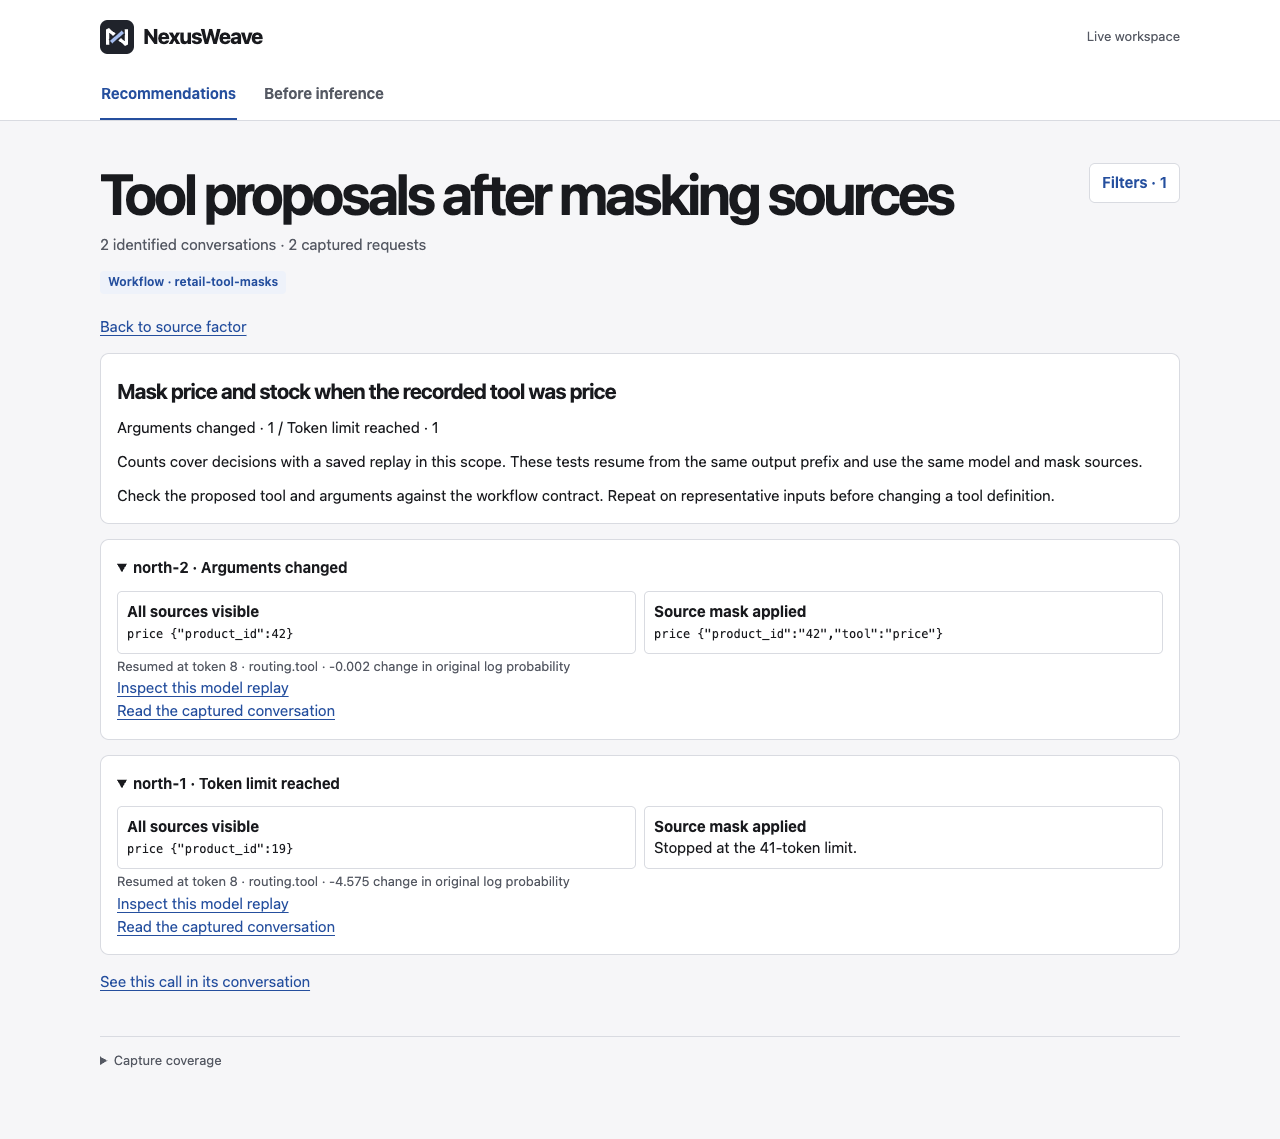 NexusWeave
Live workspace
Recommendations
Before inference
Tool proposals after masking sources
Filters · 1
2 identified conversations · 2 captured requests
Workflow · retail-tool-masks
Back to source factor
Mask price and stock when the recorded tool was price
Arguments changed · 1 / Token limit reached · 1
Counts cover decisions with a saved replay in this scope. These tests resume from the same output prefix and use the same model and mask sources.
Check the proposed tool and arguments against the workflow contract. Repeat on representative inputs before changing a tool definition.
▼ north-2 · Arguments changed
All sources visible
price {"product_id":42}
Source mask applied
price {"product_id":"42","tool":"price"}
Resumed at token 8 · routing.tool · -0.002 change in original log probability
Inspect this model replay
Read the captured conversation
▼ north-1 · Token limit reached
All sources visible
price {"product_id":19}
Source mask applied
Stopped at the 41-token limit.
Resumed at token 8 · routing.tool · -4.575 change in original log probability
Inspect this model replay
Read the captured conversation
See this call in its conversation
▶ Capture coverage